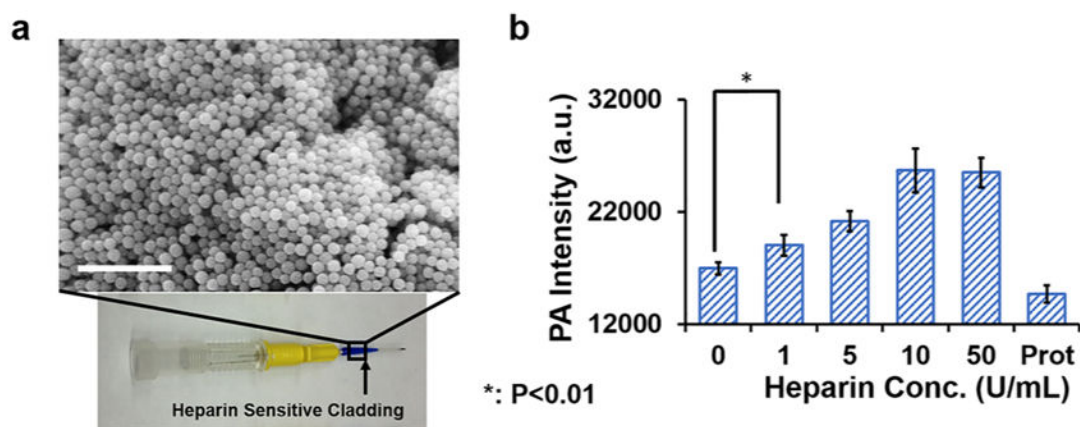 a
Heparin Sensitive Cladding
b
*
PA Intensity (a.u.)
32000
22000
12000
0 1 5 10 50 Prot
Heparin Conc. (U/mL)
*: P<0.01